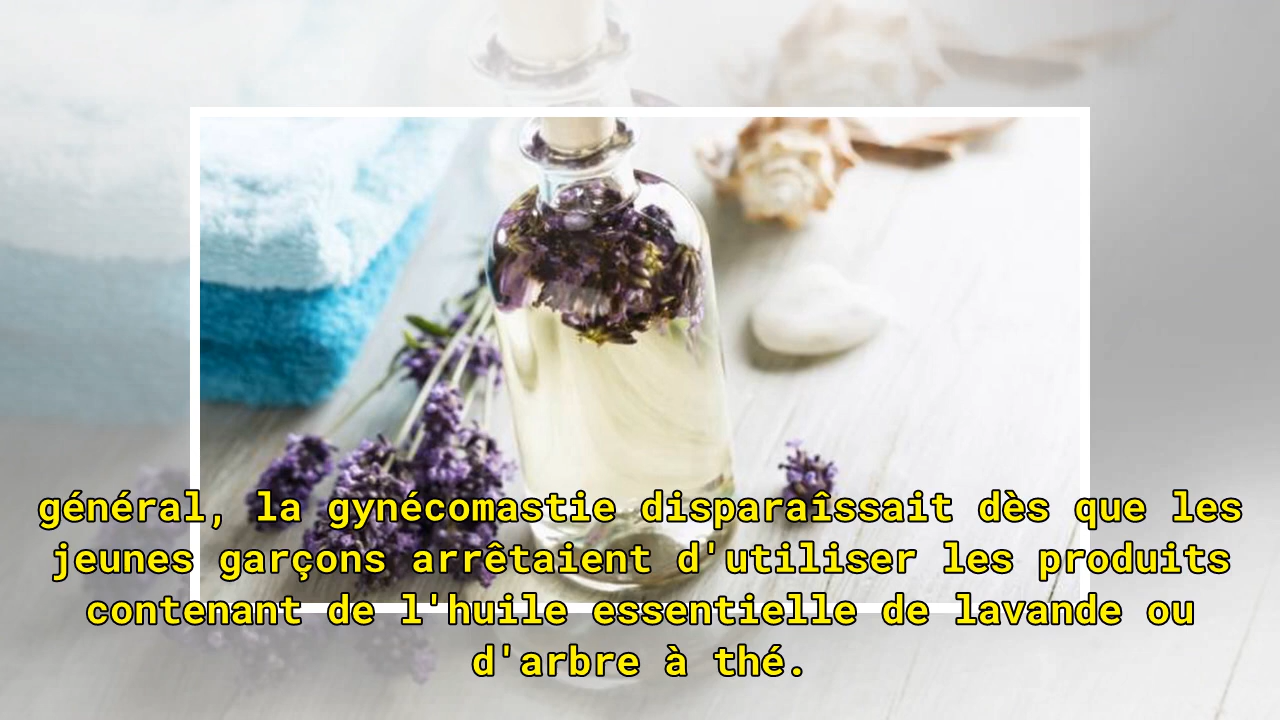 général, la gynécomastie disparaîssait dès que les
jeunes garçons arrêtaient d'utiliser les produits
contenant de l'huile essentielle de lavande ou
d'arbre à thé.